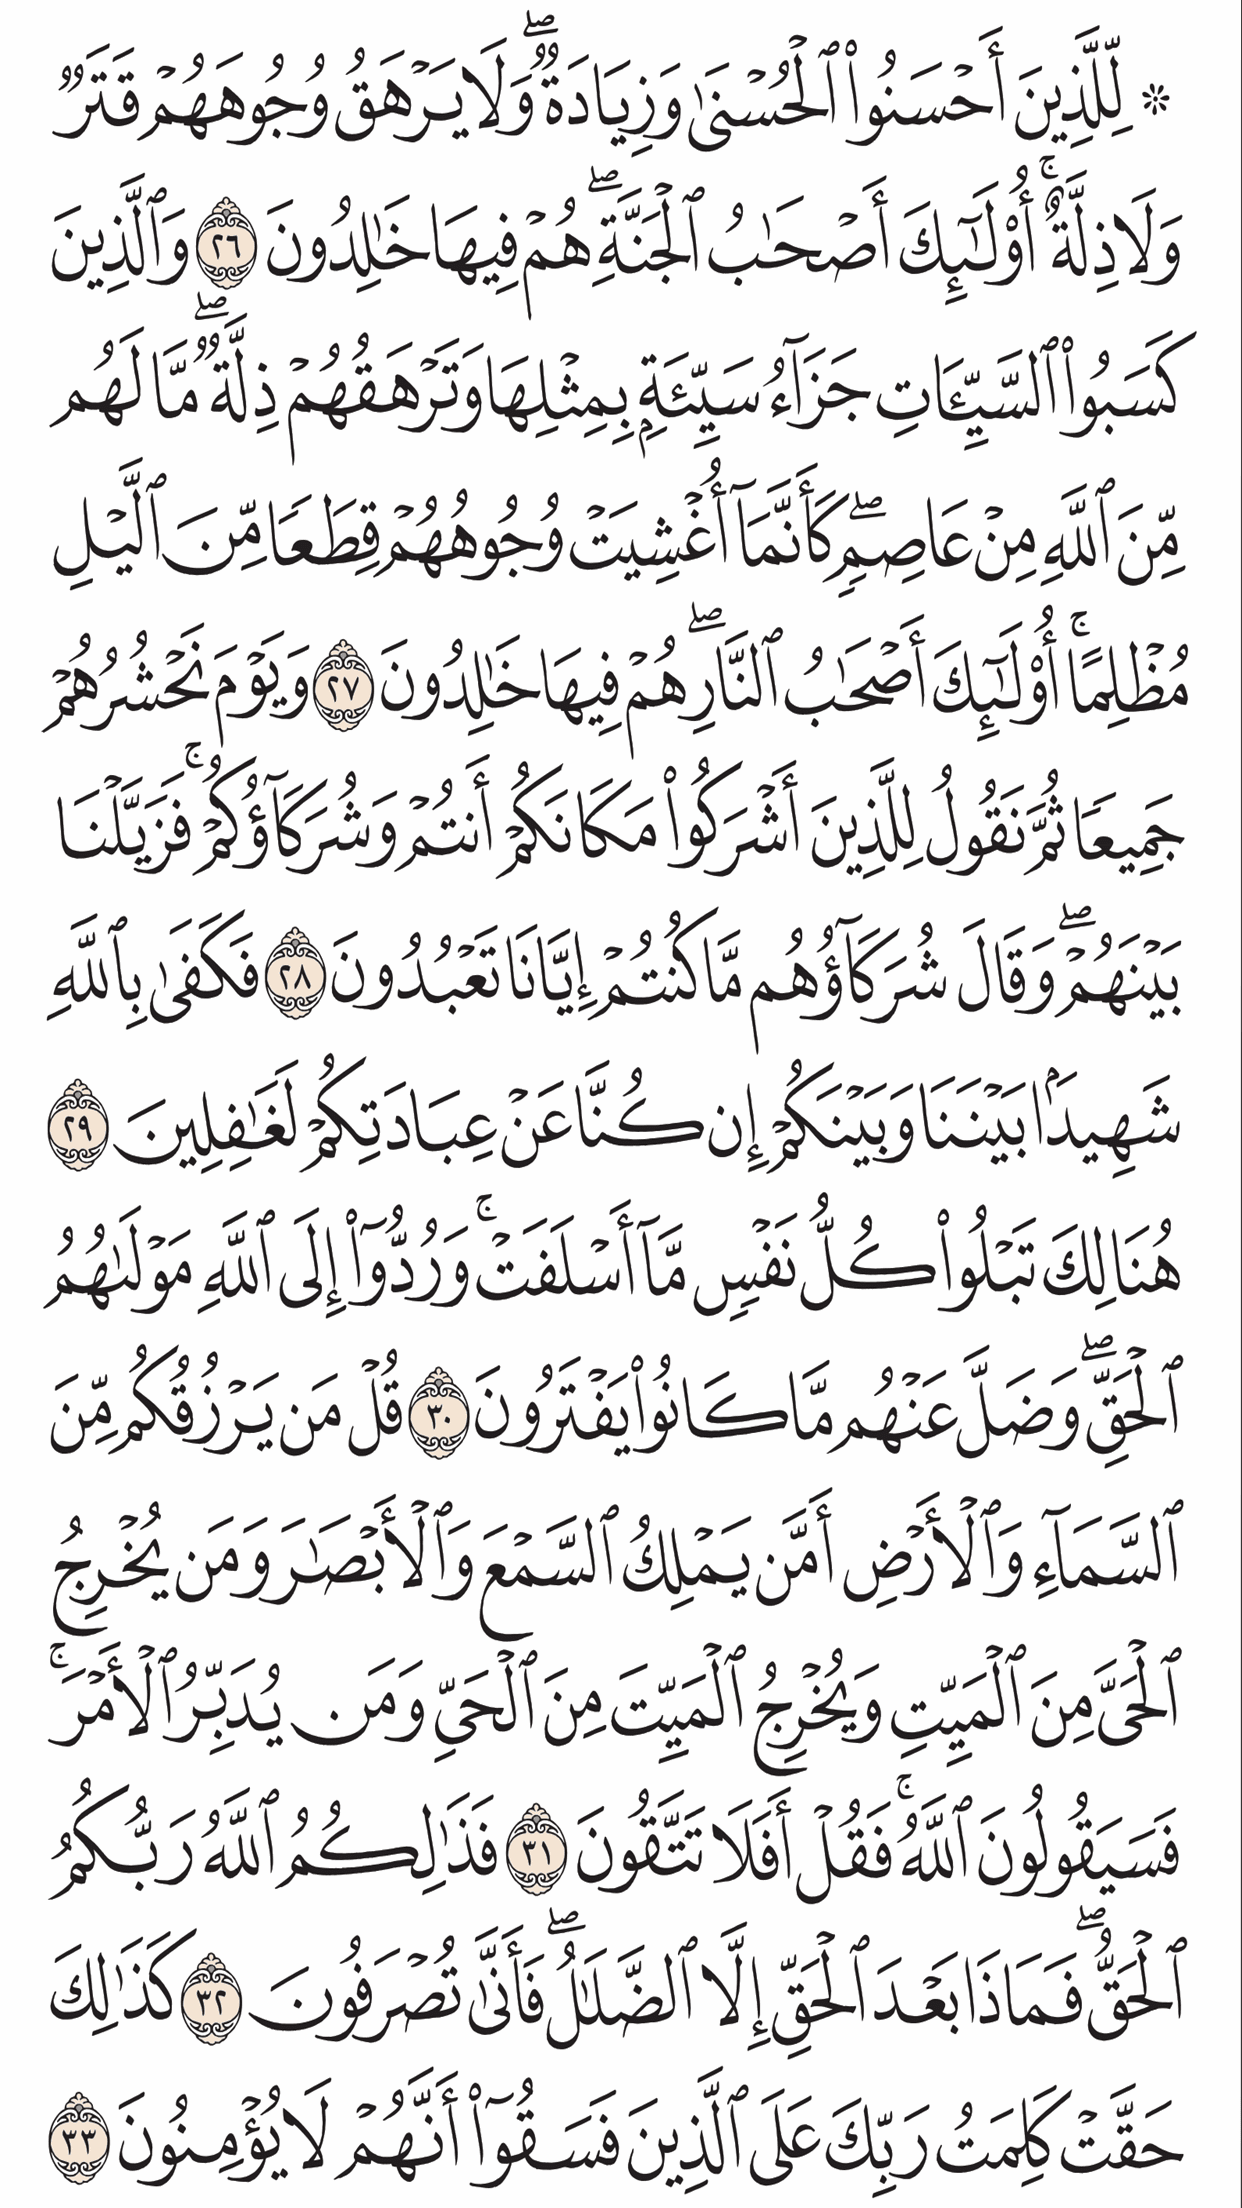 ۞ لِّلَّذِينَ أَحْسَنُوا۟ ٱلْحُسْنَىٰ وَزِيَادَةٌ ۖ وَلَا يَرْهَقُ وُجُوهَهُمْ قَتَرٌ
وَلَا ذِلَّةٌ ۚ أُو۟لَـٰٓئِكَ أَصْحَـٰبُ ٱلْجَنَّةِ ۖ هُمْ فِيهَا خَـٰلِدُونَ ٢٦ وَٱلَّذِينَ
كَسَبُوا۟ ٱلسَّيِّـَٔاتِ جَزَآءُ سَيِّئَةٍۭ بِمِثْلِهَا وَتَرْهَقُهُمْ ذِلَّةٌ ۖ مَّا لَهُم
مِّنَ ٱللَّهِ مِنْ عَاصِمٍ ۖ كَأَنَّمَآ أُغْشِيَتْ وُجُوهُهُمْ قِطَعًا مِّنَ ٱلَّيْلِ
مُظْلِمًا ۚ أُو۟لَـٰٓئِكَ أَصْحَـٰبُ ٱلنَّارِ ۖ هُمْ فِيهَا خَـٰلِدُونَ ٢٧ وَيَوْمَ نَحْشُرُهُمْ
جَمِيعًا ثُمَّ نَقُولُ لِلَّذِينَ أَشْرَكُوا۟ مَكَانَكُمْ أَنتُمْ وَشُرَكَآؤُكُمْ ۚ فَزَيَّلْنَا
بَيْنَهُمْ ۖ وَقَالَ شُرَكَآؤُهُم مَّا كُنتُمْ إِيَّانَا تَعْبُدُونَ ٢٨ فَكَفَىٰ بِٱللَّهِ
شَهِيدًۢا بَيْنَنَا وَبَيْنَكُمْ إِن كُنَّا عَنْ عِبَادَتِكُمْ لَغَـٰفِلِينَ ٢٩
هُنَالِكَ تَبْلُوا۟ كُلُّ نَفْسٍ مَّآ أَسْلَفَتْ ۚ وَرُدُّوٓا۟ إِلَى ٱللَّهِ مَوْلَىٰهُمُ
ٱلْحَقِّ ۖ وَضَلَّ عَنْهُم مَّا كَانُوا۟ يَفْتَرُونَ ٣٠ قُلْ مَن يَرْزُقُكُم مِّنَ
ٱلسَّمَآءِ وَٱلْأَرْضِ أَمَّن يَمْلِكُ ٱلسَّمْعَ وَٱلْأَبْصَـٰرَ وَمَن يُخْرِجُ
ٱلْحَىَّ مِنَ ٱلْمَيِّتِ وَيُخْرِجُ ٱلْمَيِّتَ مِنَ ٱلْحَىِّ وَمَن يُدَبِّرُ ٱلْأَمْرَ ۚ
فَسَيَقُولُونَ ٱللَّهُ ۚ فَقُلْ أَفَلَا تَتَّقُونَ ٣١ فَذَٰلِكُمُ ٱللَّهُ رَبُّكُمُ
ٱلْحَقُّ ۖ فَمَاذَا بَعْدَ ٱلْحَقِّ إِلَّا ٱلضَّلَـٰلُ ۖ فَأَنَّىٰ تُصْرَفُونَ ٣٢ كَذَٰلِكَ
حَقَّتْ كَلِمَتُ رَبِّكَ عَلَى ٱلَّذِينَ فَسَقُوٓا۟ أَنَّهُمْ لَا يُؤْمِنُونَ ٣٣